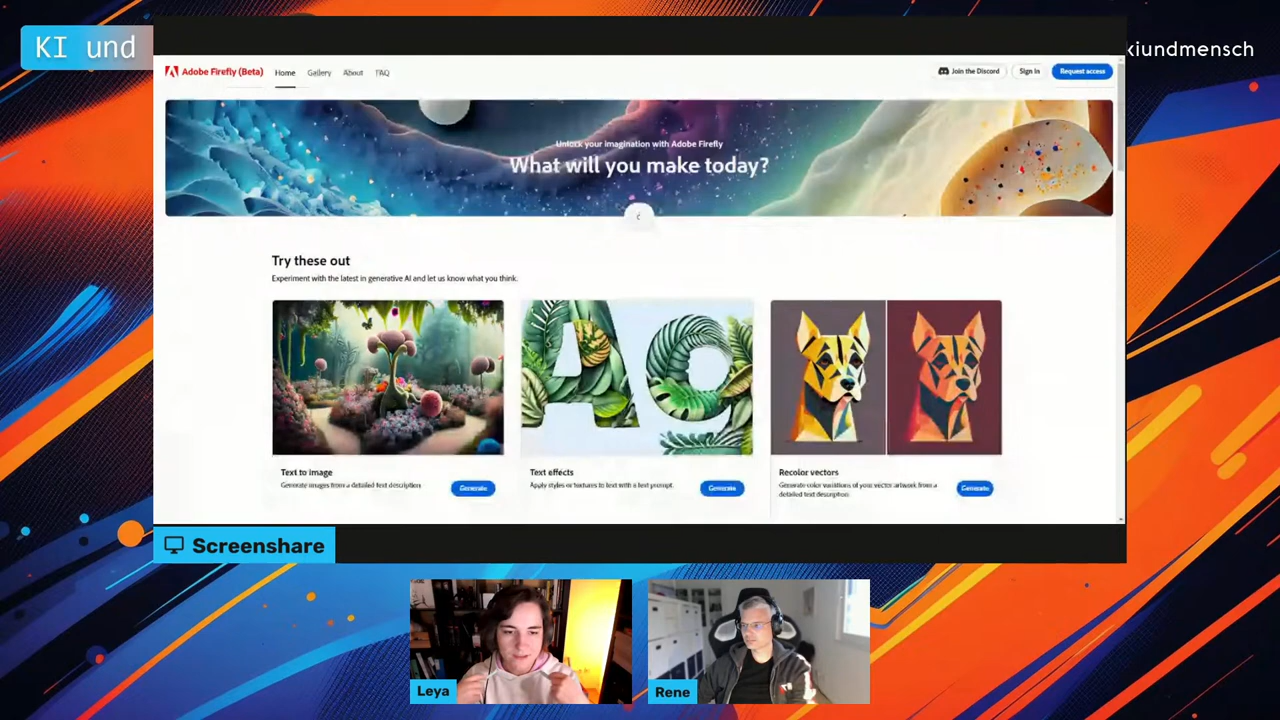 KI und
kiundmensch
Adobe Firefly (Beta)
Home
Gallery
About
FAQ
Join the Discord
Sign in
Request access
Unlock your imagination with Adobe Firefly
What will you make today?
Try these out
Experiment with the latest in generative AI and let us know what you think.
Ag
Text to image
Generate images from a detailed text description
Generate
Text effects
Apply styles or textures to text with a text prompt.
Generate
Recolor vectors
Generate color variations of your vector artwork from a
detailed text description
Generate
Screenshare
Leya
Rene